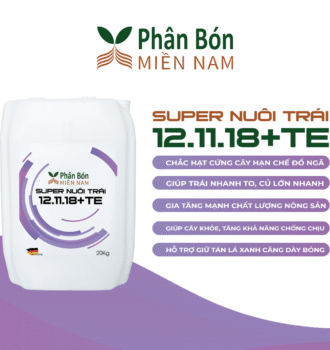 Phân Bón
MIỀN NAM
SUPER NUÔI TRÁI
12.11.18+TE
CHẮC HẠT CỨNG CÂY HẠN CHẾ ĐỔ NGÃ
GIÚP TRÁI NHANH TO, CỦ LỚN NHANH
GIA TĂNG MẠNH CHẤT LƯỢNG NÔNG SẢN
GIÚP CÂY KHỎE, TĂNG KHẢ NĂNG CHỐNG CHỊU
HỖ TRỢ GIỮ TÁN LÁ XANH CĂNG DÀY BÓNG
Phân Bón
MIỀN NAM
SUPER NUÔI TRÁI
12.11.18+TE
20Kg